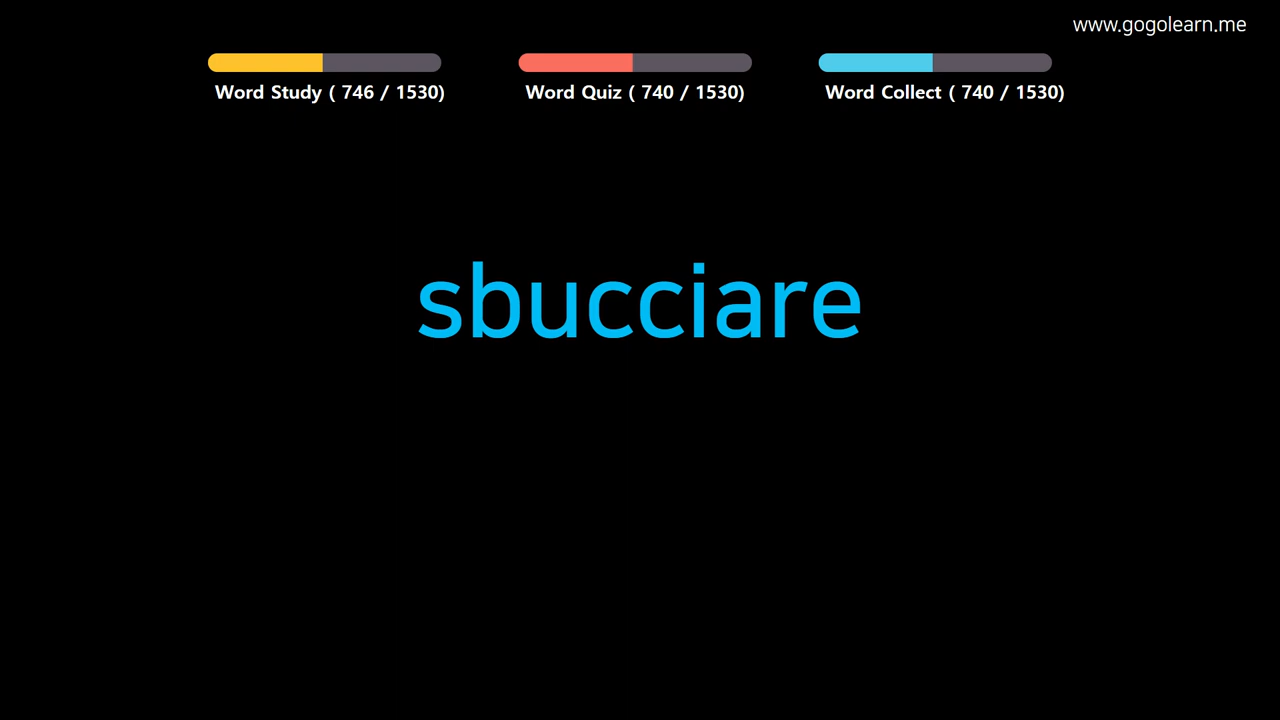 www.gogolearn.me
Word Study ( 746 / 1530)
Word Quiz ( 740 / 1530)
Word Collect ( 740 / 1530)
sbucciare